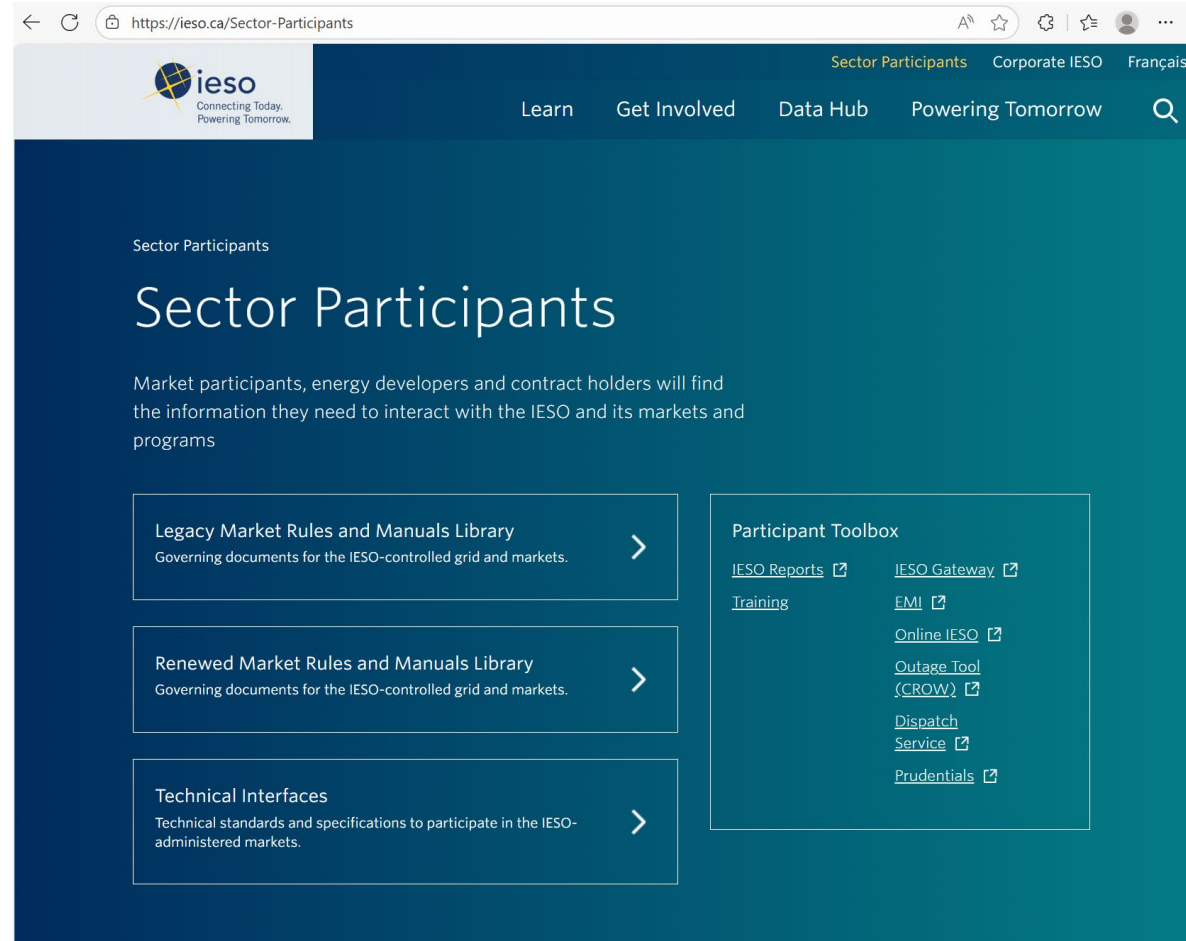 https://ieso.ca/Sector-Participants
ieso
Connecting Today.
Powering Tomorrow.
Sector Participants Corporate IESO Français
Learn Get Involved Data Hub Powering Tomorrow
Sector Participants
Sector Participants
Market participants, energy developers and contract holders will find
the information they need to interact with the IESO and its markets and
programs
Legacy Market Rules and Manuals Library
Governing documents for the IESO-controlled grid and markets.
Renewed Market Rules and Manuals Library
Governing documents for the IESO-controlled grid and markets.
Technical Interfaces
Technical standards and specifications to participate in the IESO-
administered markets.
Participant Toolbox
IESO Reports
Training
IESO Gateway
EMI
Online IESO
Outage Tool
(CROW)
Dispatch
Service
Prudentials